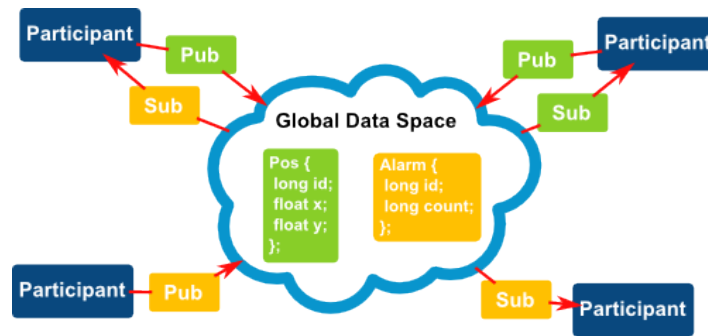 Participant
Pub
Sub
Pub
Participant
Sub
Global Data Space
Pos {
long id;
float x;
float y;
};
Alarm {
long id;
long count;
};
Participant
Pub
Sub
Participant